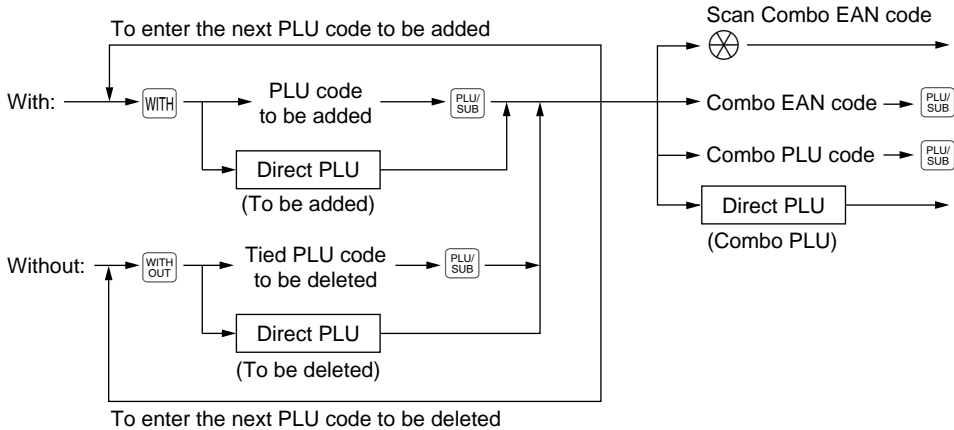 Scan Combo EAN code
To enter the next PLU code to be added
With:
WITH
PLU code
to be added
PLU/
SUB
Combo EAN code
PLU/
SUB
Combo PLU code
PLU/
SUB
Direct PLU
(To be added)
Direct PLU
(Combo PLU)
Without:
WITH
OUT
Tied PLU code
to be deleted
PLU/
SUB
Direct PLU
(To be deleted)
To enter the next PLU code to be deleted